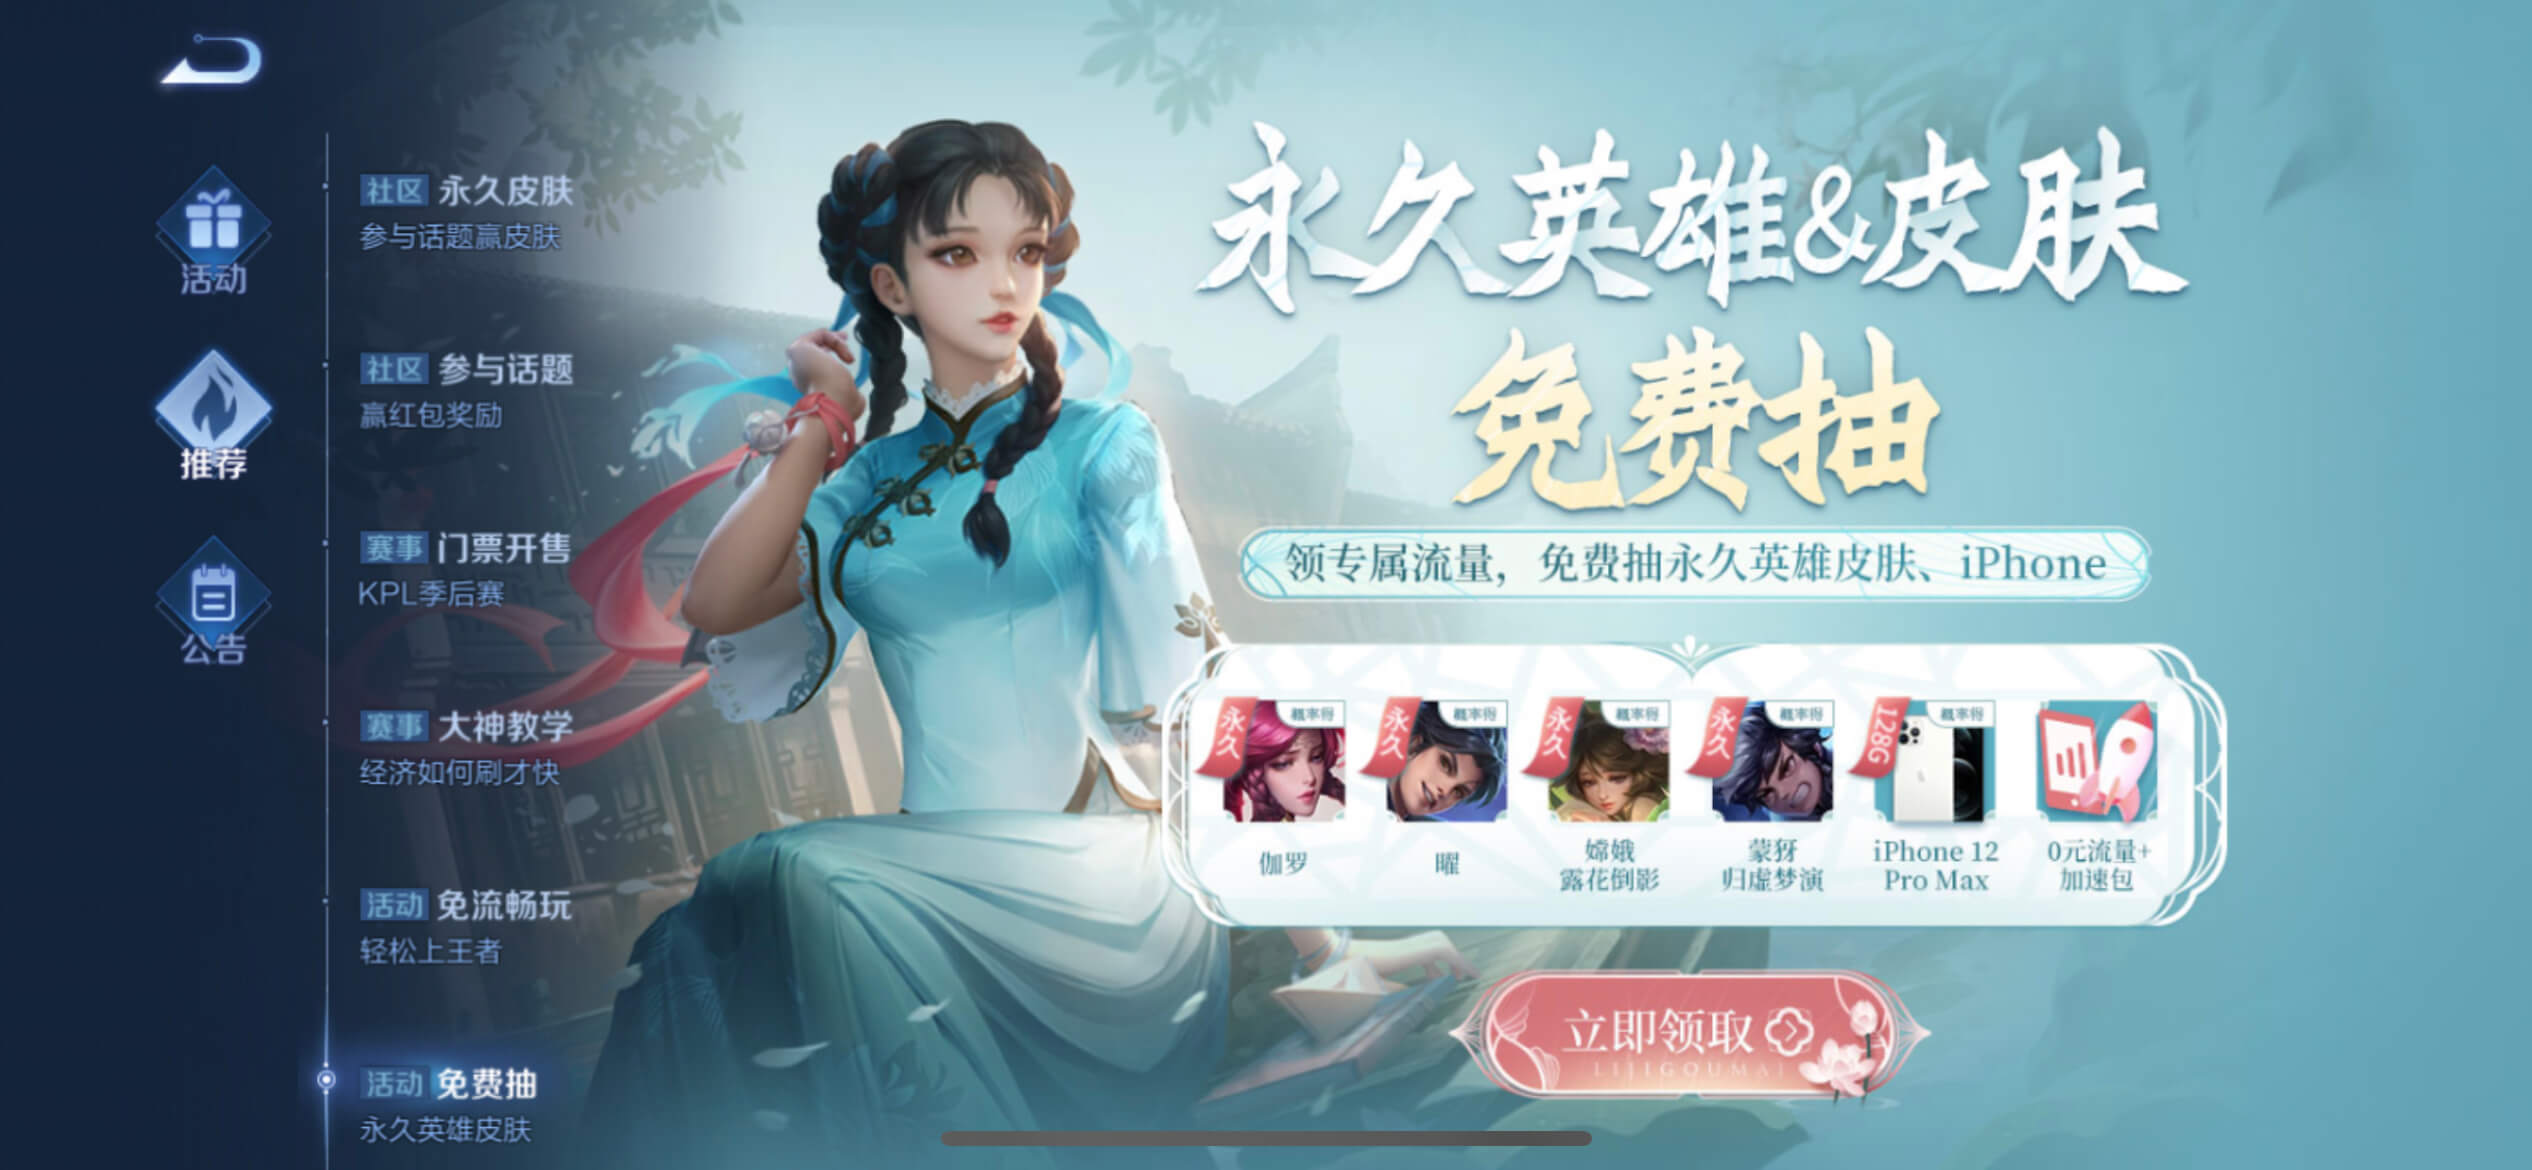 活动
推荐
公告
社区 永久皮肤
参与话题赢皮肤
社区 参与话题
赢红包奖励
赛事 门票开售
KPL季后赛
赛事 大神教学
经济如何刷才快
活动 免流畅玩
轻松上王者
活动 免费抽
永久英雄皮肤
永久英雄&皮肤
免费抽
领专属流量，免费抽永久英雄皮肤、iPhone
永久 概率得
永久 概率得
永久 概率得
永久 概率得
128G 概率得
伽罗
曜
嫦娥
露花倒影
蒙犽
归虚梦演
iPhone 12
Pro Max
0元流量+
加速包
立即领取
LIJIGOUMAI